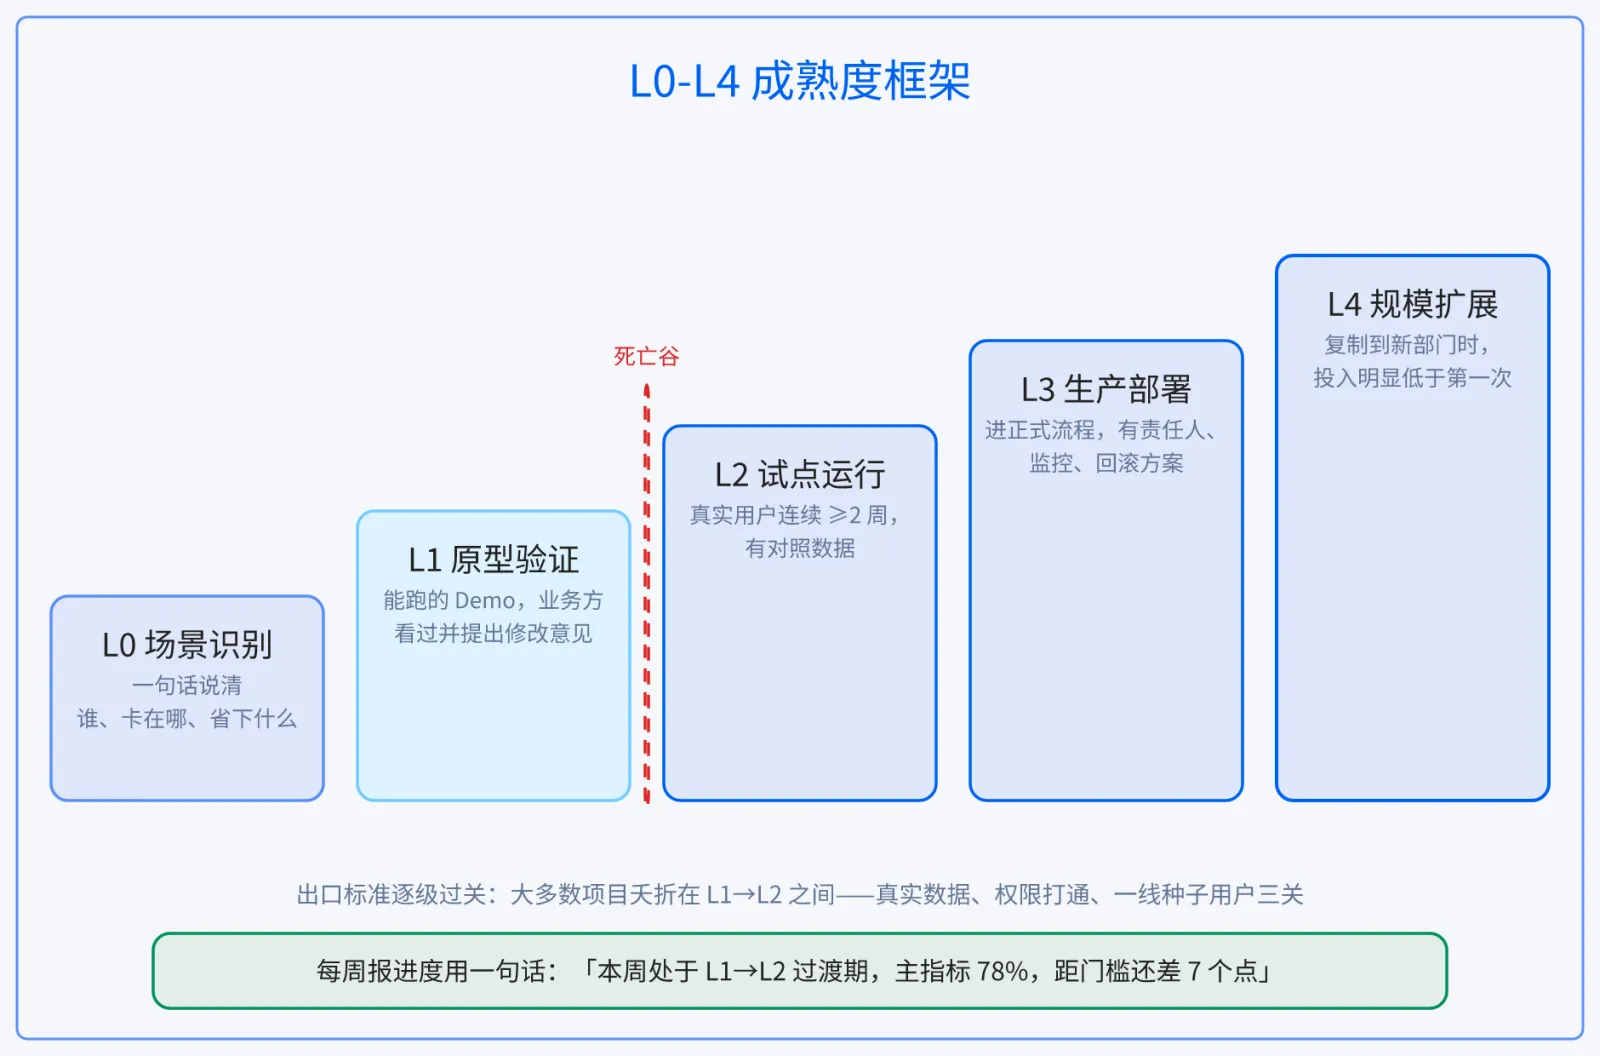 L0-L4 成熟度框架
L0 场景识别
一句话说清
谁、卡在哪、省下什么
L1 原型验证
能跑的 Demo，业务方
看过并提出修改意见
死亡谷
L2 试点运行
真实用户连续 ≥2 周，
有对照数据
L3 生产部署
进正式流程，有责任人、
监控、回滚方案
L4 规模扩展
复制到新部门时，
投入明显低于第一次
出口标准逐级过关：大多数项目夭折在 L1→L2 之间——真实数据、权限打通、一线种子用户三关
每周报进度用一句话：「本周处于 L1→L2 过渡期，主指标 78%，距门槛还差 7 个点」